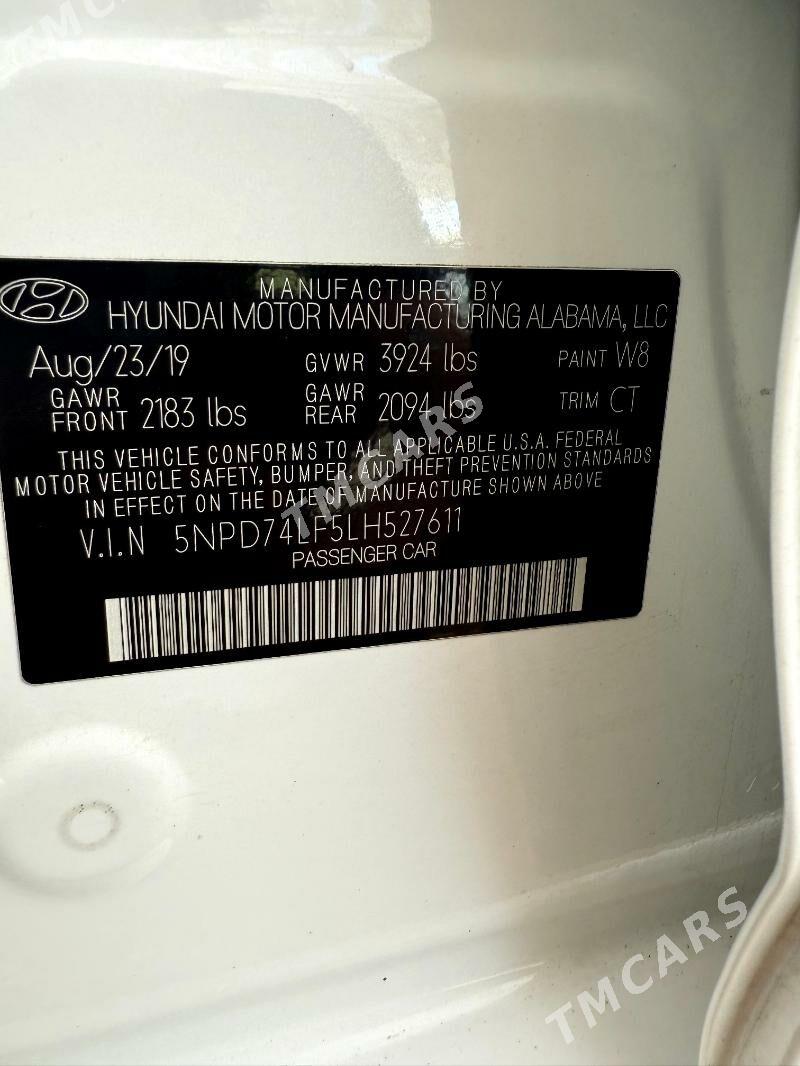 TMCARS
MANUFACTURED BY
HYUNDAI MOTOR MANUFACTURING ALABAMA, LLC
Aug/23/19 GVWR 3924 lbs PAINT W8
GAWR FRONT 2183 lbs GAWR REAR 2094 lbs TRIM CT
THIS VEHICLE CONFORMS TO ALL APPLICABLE U.S.A. FEDERAL
MOTOR VEHICLE SAFETY, BUMPER, AND THEFT PREVENTION STANDARDS
IN EFFECT ON THE DATE OF MANUFACTURE SHOWN ABOVE
V.I.N 5NPD74LF5LH527611
PASSENGER CAR
TMCARS
TMCARS